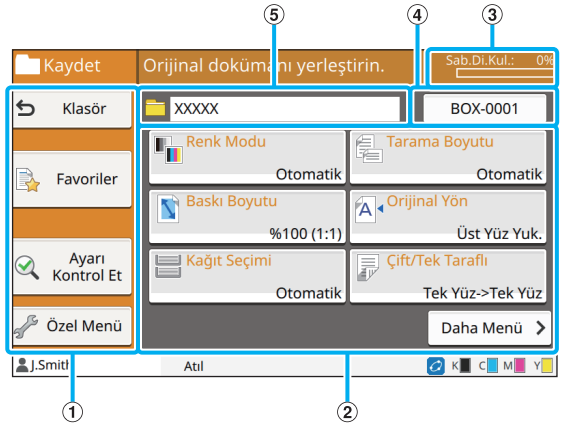 5 4 3
Kaydet Orijinal dokümanı yerleştirin. Sab.Di.Kul.: 0%
Klasör XXXXX BOX-0001
Renk Modu Tarama Boyutu
Otomatik Otomatik
Favoriler
Baskı Boyutu Orijinal Yön
A
%100 (1:1) Üst Yüz Yuk.
Ayarı
Kontrol Et
Kağıt Seçimi Çift/Tek Taraflı
Otomatik Tek Yüz->Tek Yüz
Özel Menü Daha Menü
J.Smith Atıl K C M Y
1 2